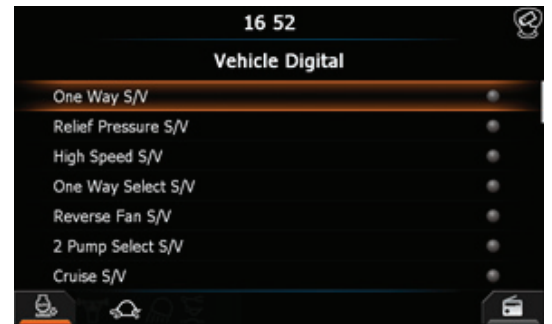 16 52
Vehicle Digital
One Way S/V
Relief Pressure S/V
High Speed S/V
One Way Select S/V
Reverse Fan S/V
2 Pump Select S/V
Cruise S/V